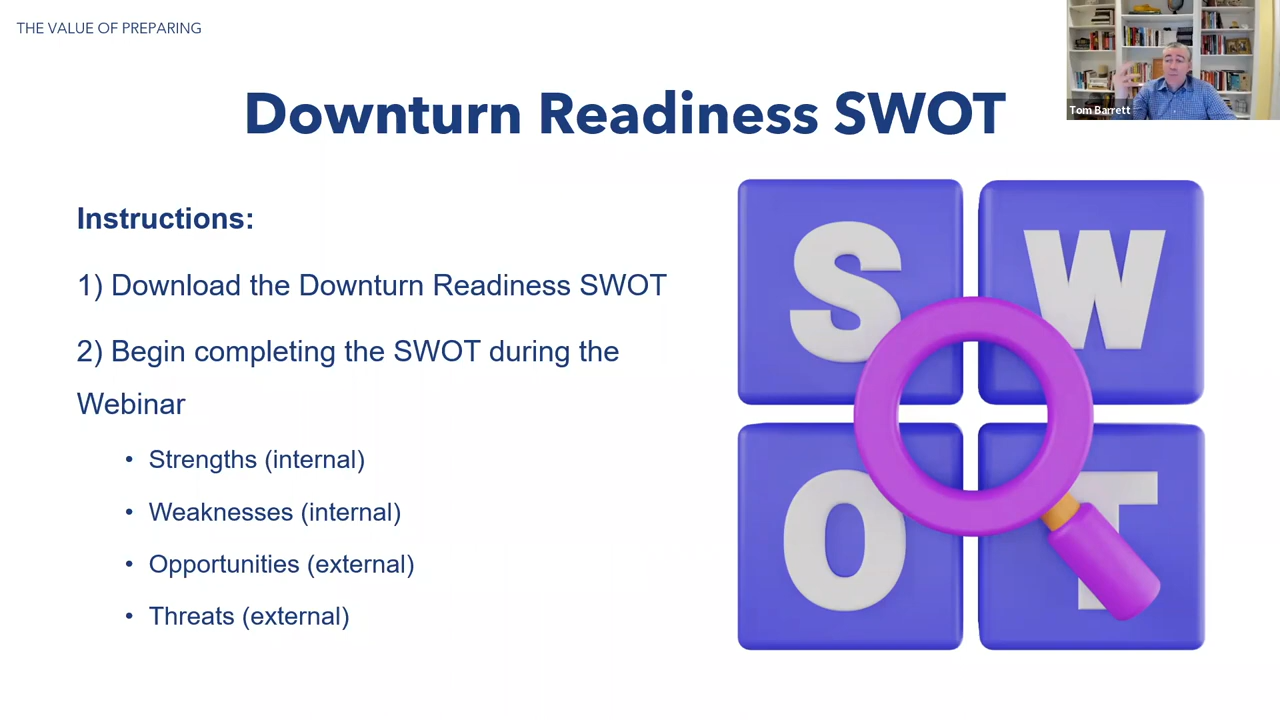 THE VALUE OF PREPARING
Downturn Readiness SWOT
Tom Barrett
Instructions:
1) Download the Downturn Readiness SWOT
2) Begin completing the SWOT during the
Webinar
• Strengths (internal)
• Weaknesses (internal)
• Opportunities (external)
• Threats (external)
S W
O T